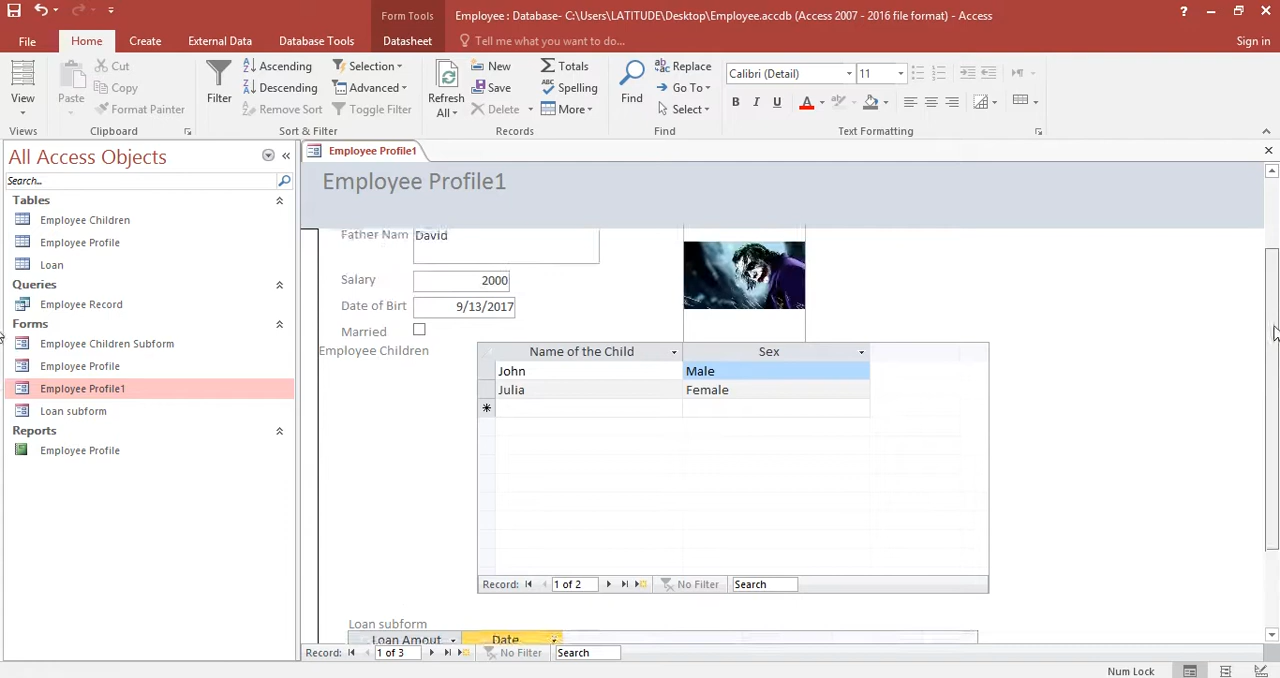 Form Tools
Employee : Database- C:\Users\LATITUDE\Desktop\Employee.accdb (Access 2007 - 2016 file format) - Access
?
File Home Create External Data Database Tools Datasheet Tell me what you want to do... Sign in
View
Views
Paste
Cut
Copy
Format Painter
Clipboard
Filter
Ascending
Descending
Remove Sort
Selection
Advanced
Toggle Filter
Sort & Filter
Refresh
All
New
Save
Delete
Totals
Spelling
More
Records
Find
Replace
Go To
Select
Find
Calibri (Detail) 11
B I U A
Text Formatting
All Access Objects
Search...
Tables
Employee Children
Employee Profile
Loan
Queries
Employee Record
Forms
Employee Children Subform
Employee Profile
Employee Profile1
Loan subform
Reports
Employee Profile
Employee Profile1
Employee Profile1
Father Nam David
Salary 2000
Date of Birt 9/13/2017
Married
Employee Children
Name of the Child Sex
John Male
Julia Female
Record: 1 of 2 No Filter Search
Loan subform
Loan Amout Date
Record: 1 of 3 No Filter Search
Num Lock